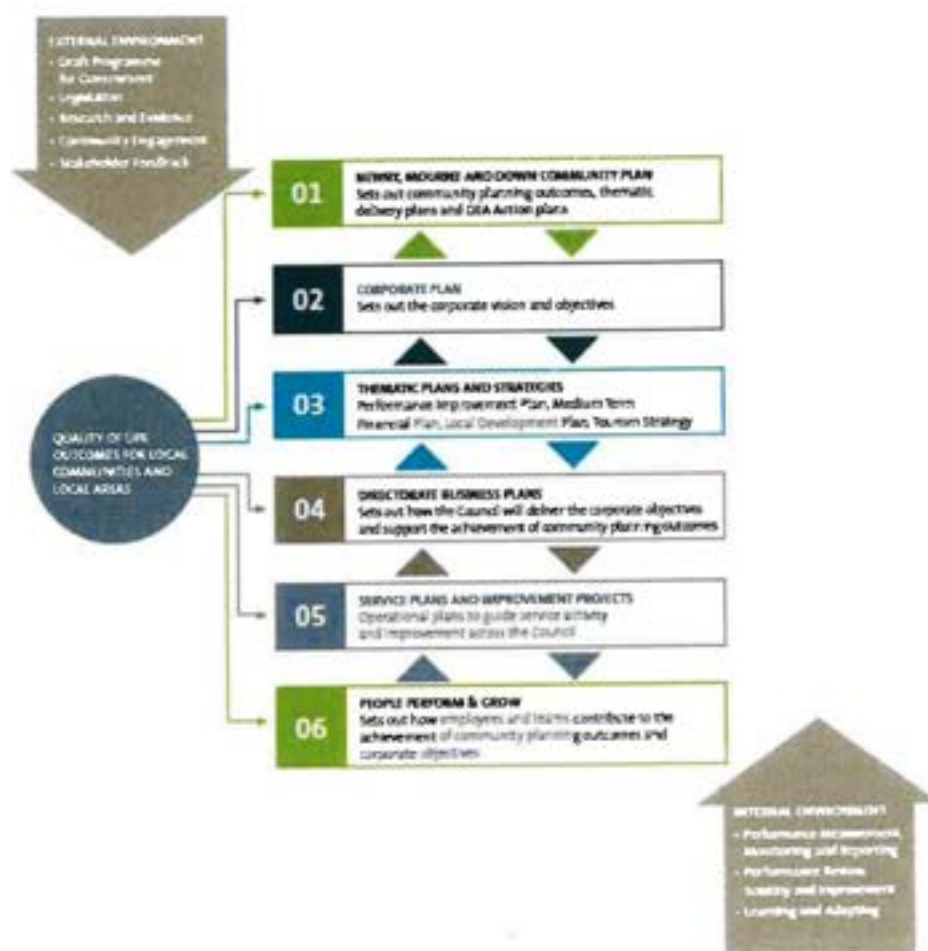 EXTERNAL ENVIRONMENT
- Draft Programme
for Government
- Legislation
- Research and Evidence
- Community Engagement
- Stakeholder Feedback
01
NEWRY, MOURNE AND DOWN COMMUNITY PLAN
Sets out community planning outcomes, thematic
delivery plans and DEA Action plans
02
CORPORATE PLAN
Sets out the corporate vision and objectives
03
THEMATIC PLANS AND STRATEGIES
Performance Improvement Plan, Medium Term
Financial Plan, Local Development Plan, Tourism Strategy
QUALITY OF LIFE
OUTCOMES FOR LOCAL
COMMUNITIES AND
LOCAL AREAS
04
DIRECTORATE BUSINESS PLANS
Sets out how the Council will deliver the corporate objectives
and support the achievement of community planning outcomes
05
SERVICE PLANS AND IMPROVEMENT PROJECTS
Operational plans to guide service activity
and improvement across the Council
06
PEOPLE PERFORM & GROW
Sets out how employees and teams contribute to the
achievement of community planning outcomes and
corporate objectives
INTERNAL ENVIRONMENT
- Performance Measurement,
Monitoring and Reporting
- Performance Review,
Scrutiny and Improvement
- Learning and Adapting